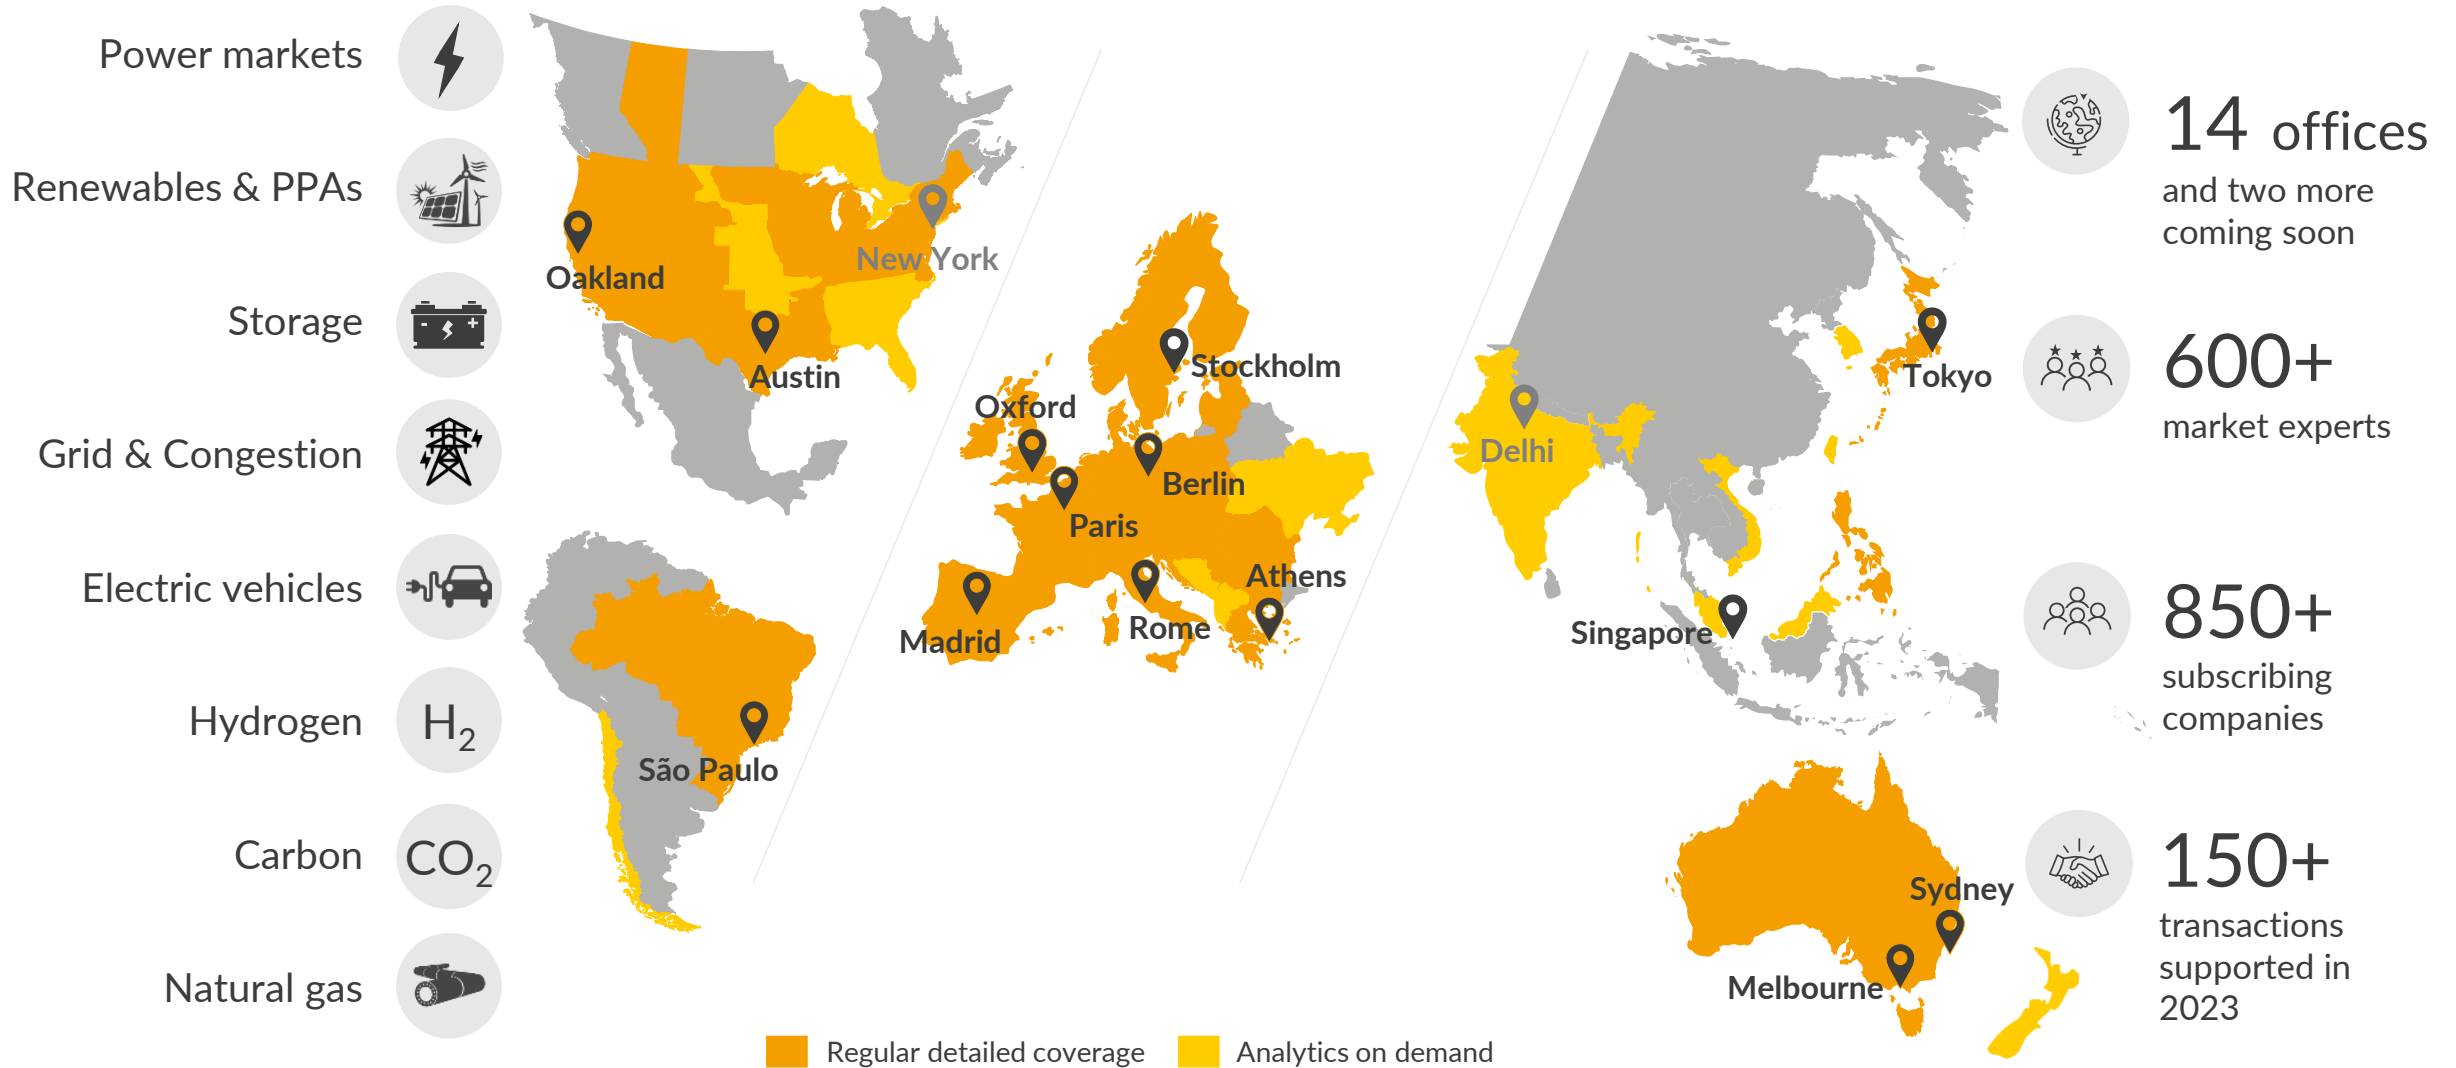 Power markets
Renewables & PPAs
Storage
- +
Grid & Congestion
Electric vehicles
Hydrogen
H2
Carbon
CO2
Natural gas
Oakland
New York
Austin
São Paulo
Stockholm
Oxford
Berlin
Paris
Athens
Madrid
Rome
Tokyo
Delhi
Singapore
Sydney
Melbourne
14 offices
and two more
coming soon
600+
market experts
850+
subscribing
companies
150+
transactions
supported in
2023
Regular detailed coverage
Analytics on demand